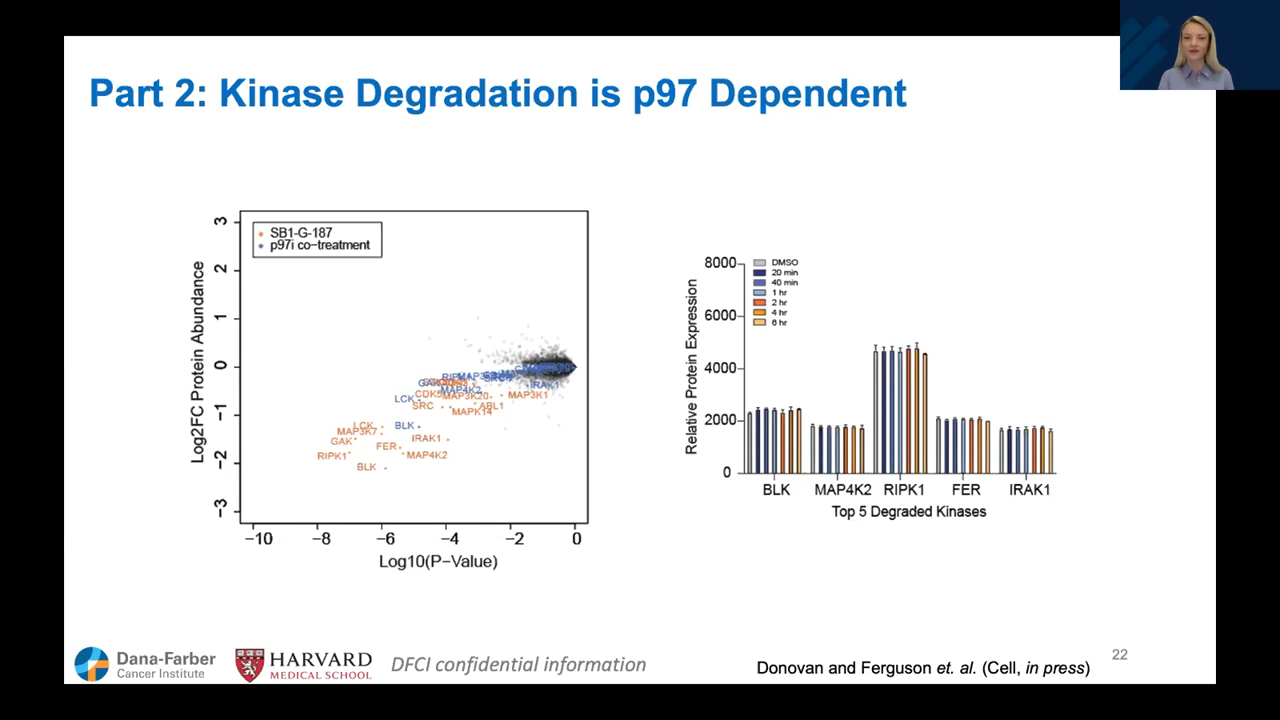 Part 2: Kinase Degradation is p97 Dependent
Log2FC Protein Abundance
3
2
1
0
−1
−2
−3
SB1-G-187
p97i co−treatment
RIPK1
MAP4K2
IRAK1
LCK
CDK5
MAP3K20
MAP3K1
SRC
ABL1
MAPK14
LCK
BLK
MAP3K7
GAK
IRAK1
FER
RIPK1
MAP4K2
BLK
−10
−8
−6
−4
−2
0
Log10(P−Value)
Relative Protein Expression
8000
6000
4000
2000
0
DMSO
20 min
40 min
1 hr
2 hr
4 hr
6 hr
BLK
MAP4K2
RIPK1
FER
IRAK1
Top 5 Degraded Kinases
Dana-Farber
Cancer Institute
HARVARD
MEDICAL SCHOOL
DFCI confidential information
Donovan and Ferguson et. al. (Cell, in press)
22